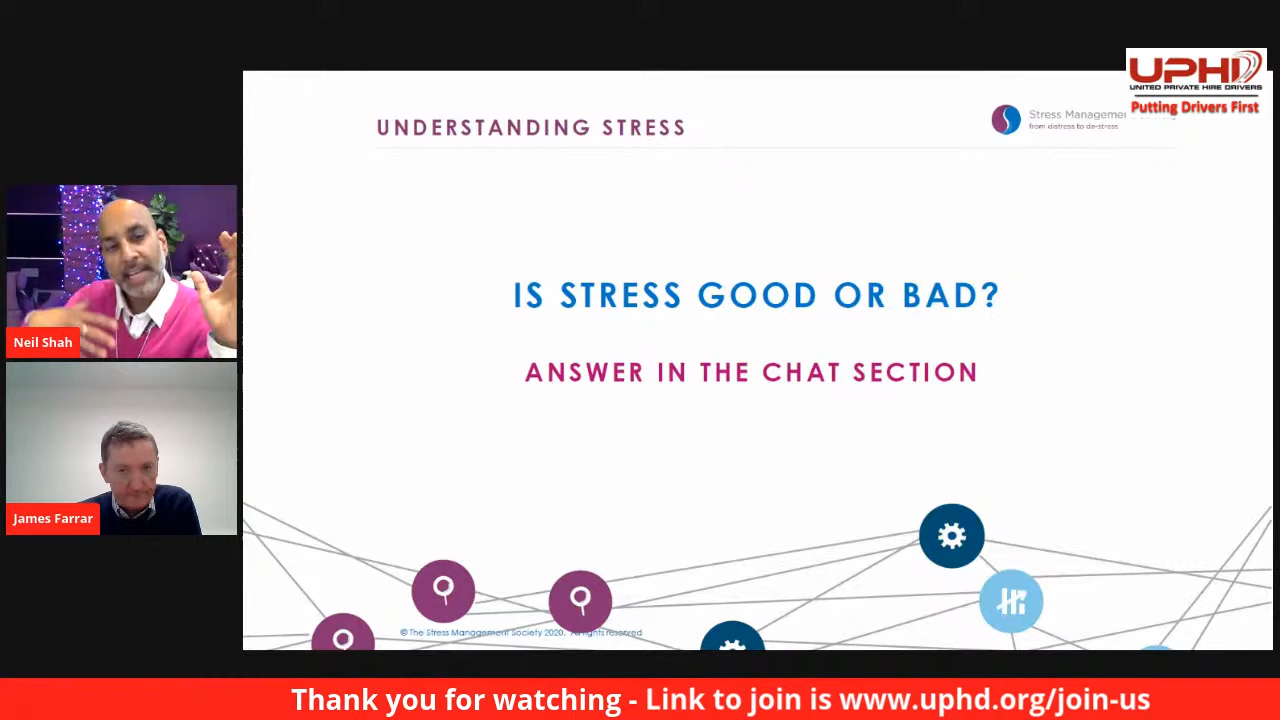 UPHD
UNITED PRIVATE HIRE DRIVERS
Putting Drivers First
UNDERSTANDING STRESS
Stress Managemen
from distress to de-stress
IS STRESS GOOD OR BAD?
ANSWER IN THE CHAT SECTION
Neil Shah
James Farrar
© The Stress Management Society 2020. All rights reserved
Thank you for watching - Link to join is www.uphd.org/join-us